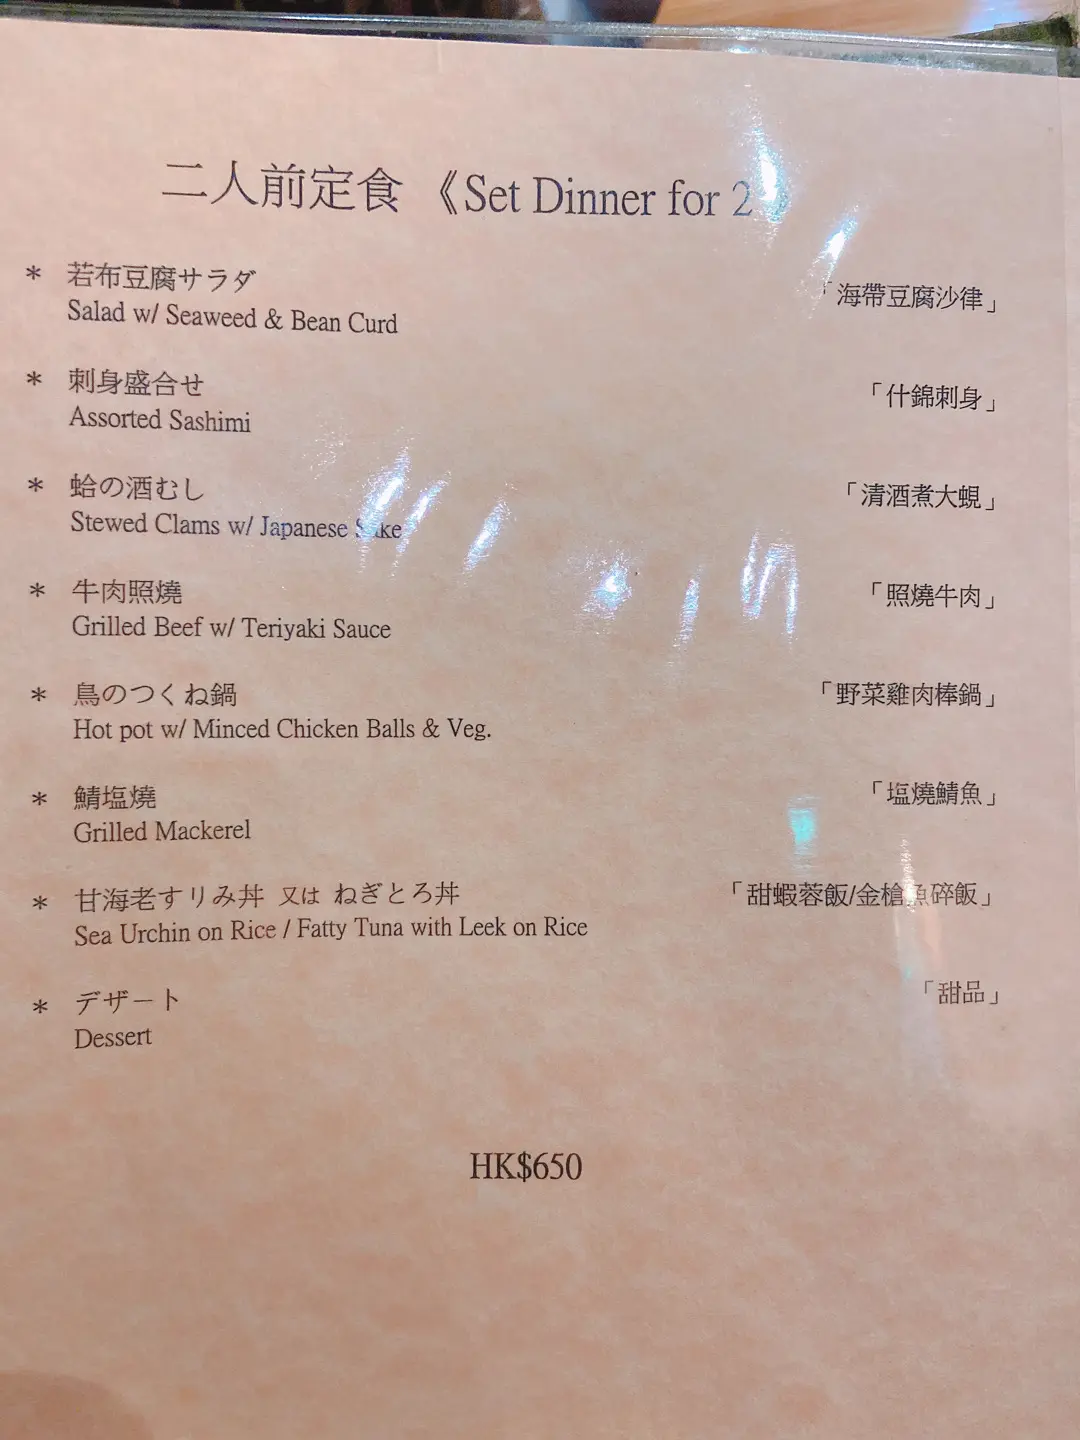 二人前定食 《Set Dinner for 2》
* 若布豆腐サラダ
Salad w/ Seaweed & Bean Curd
「海帶豆腐沙律」
* 刺身盛合せ
Assorted Sashimi
「什錦刺身」
* 蛤の酒むし
Stewed Clams w/ Japanese Sake
「清酒煮大蜆」
* 牛肉照燒
Grilled Beef w/ Teriyaki Sauce
「照燒牛肉」
* 鳥のつくね鍋
Hot pot w/ Minced Chicken Balls & Veg.
「野菜雞肉棒鍋」
* 鯖塩燒
Grilled Mackerel
「塩燒鯖魚」
* 甘海老すりみ丼 又は ねぎとろ丼
Sea Urchin on Rice / Fatty Tuna with Leek on Rice
「甜蝦蓉飯/金槍魚碎飯」
* デザート
Dessert
「甜品」
HK$650